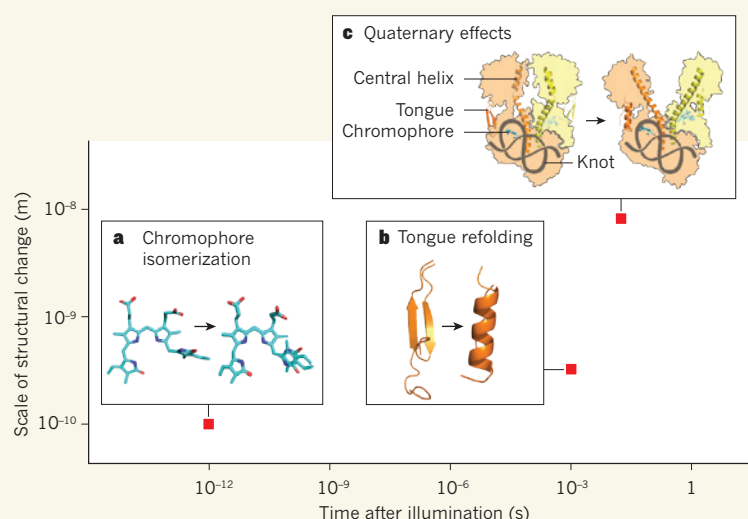 c Quaternary effects
Central helix
Tongue
Chromophore
Knot
Scale of structural change (m)
10⁻⁸
10⁻⁹
10⁻¹⁰
a Chromophore
isomerization
b Tongue refolding
10⁻¹²
10⁻⁹
10⁻⁶
10⁻³
1
Time after illumination (s)